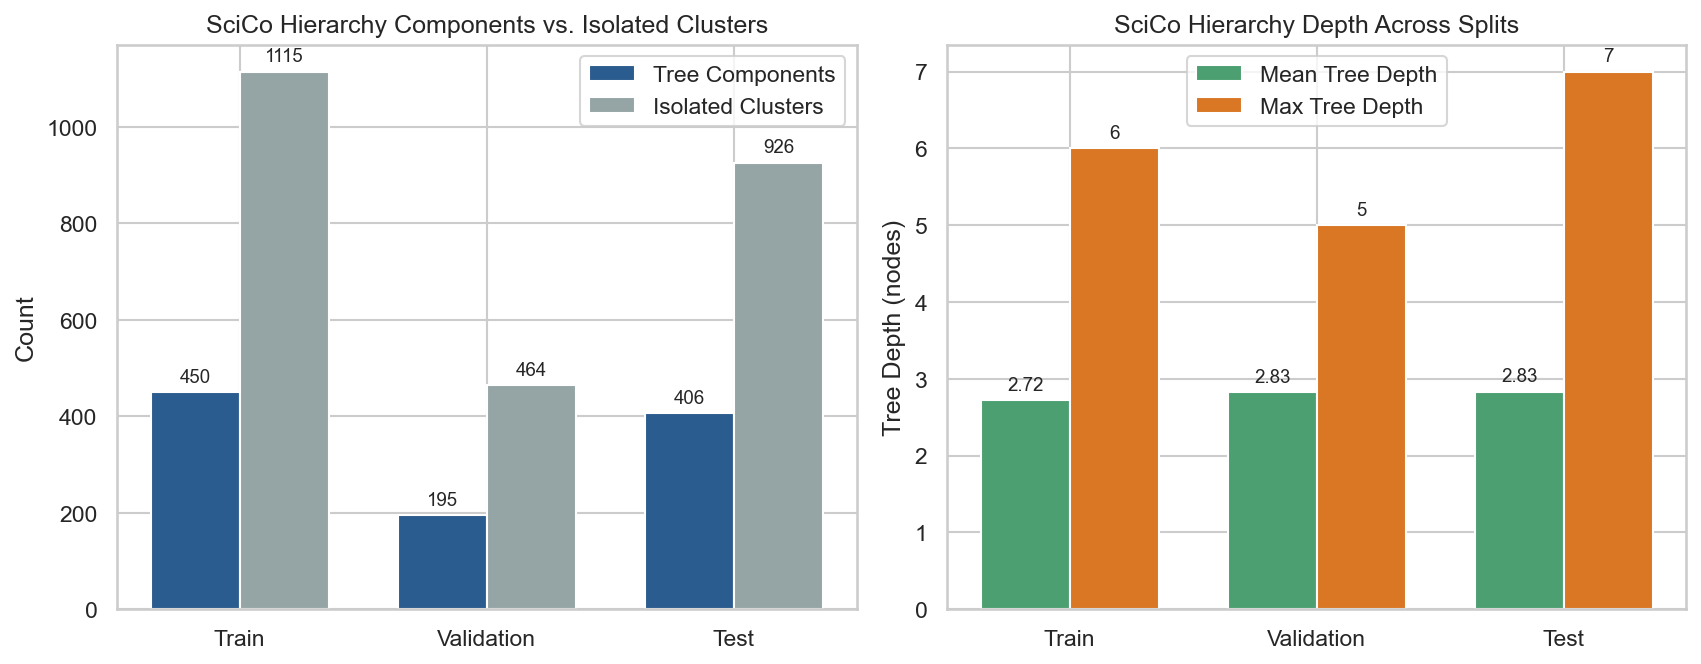 SciCo Hierarchy Components vs. Isolated Clusters
Tree Components
Isolated Clusters
Count
0
200
400
600
800
1000
450
1115
195
464
406
926
Train
Validation
Test
SciCo Hierarchy Depth Across Splits
Mean Tree Depth
Max Tree Depth
Tree Depth (nodes)
7
6
5
4
3
2
1
0
2.72
6
2.83
5
2.83
7
Train
Validation
Test